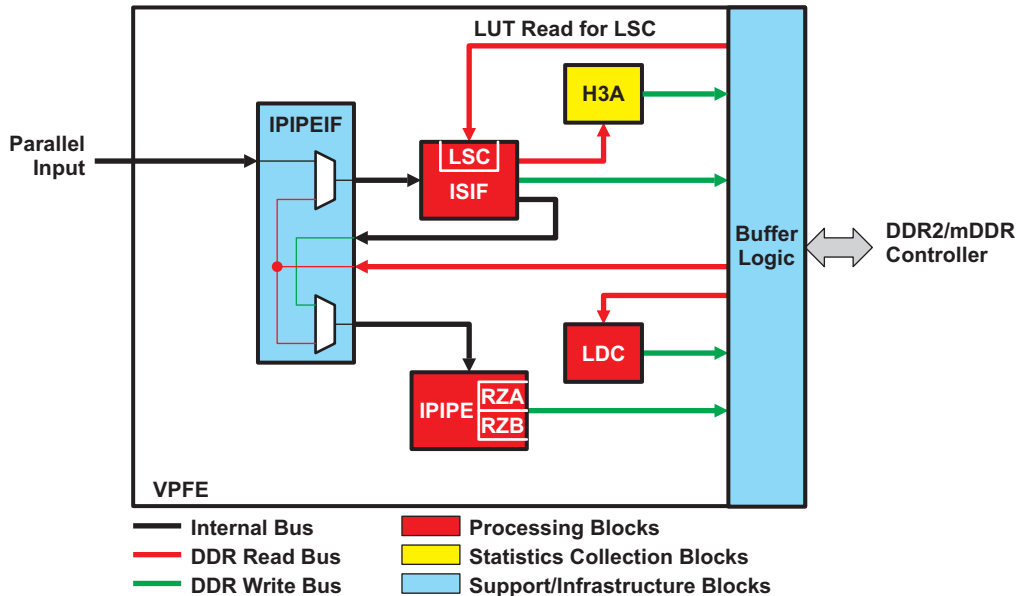 LUT Read for LSC
H3A
IPIPEIF
Parallel
Input
LSC
ISIF
Buffer
Logic
DDR2/mDDR
Controller
LDC
IPIPE
RZA
RZB
VPFE
Internal Bus
Processing Blocks
DDR Read Bus
Statistics Collection Blocks
DDR Write Bus
Support/Infrastructure Blocks